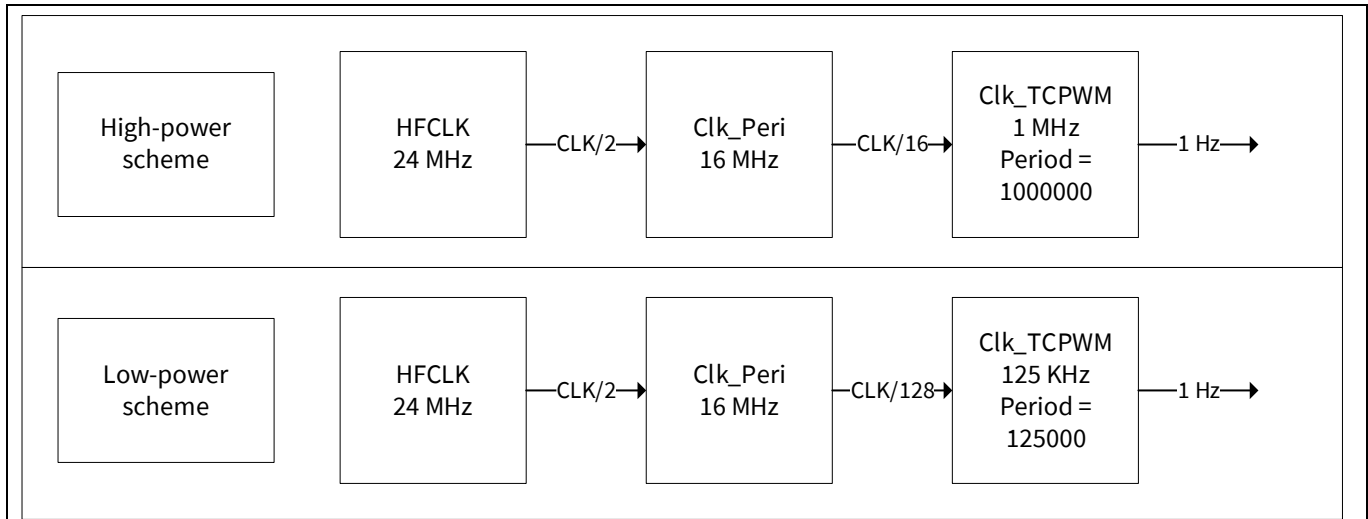 High-power
scheme
HFCLK
24 MHz
CLK/2
Clk_Peri
16 MHz
CLK/16
Clk_TCPWM
1 MHz
Period =
1000000
1 Hz
Low-power
scheme
HFCLK
24 MHz
CLK/2
Clk_Peri
16 MHz
CLK/128
Clk_TCPWM
125 KHz
Period =
125000
1 Hz